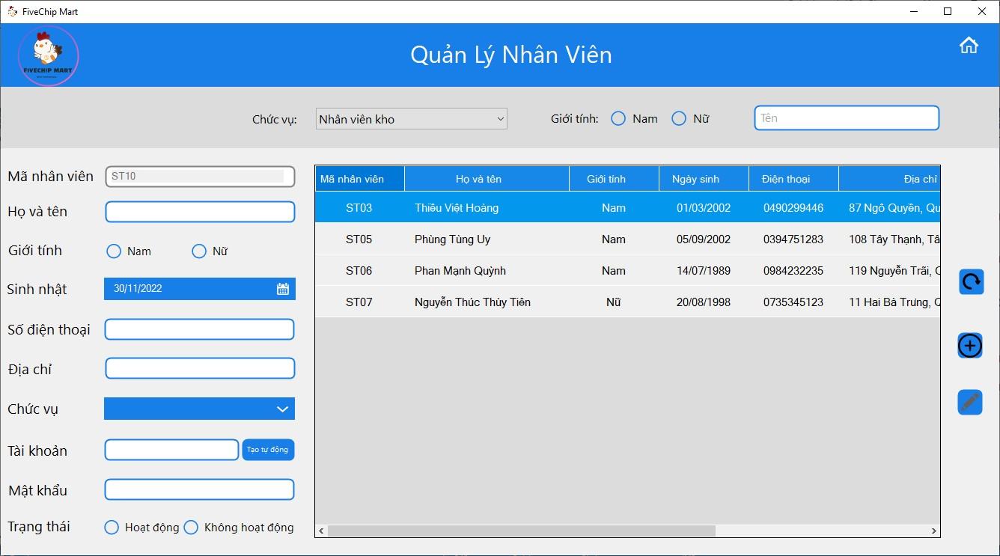 FiveChip Mart
FIVECHIP MART
Quản Lý Nhân Viên
Chức vụ: Nhân viên kho Giới tính: Nam Nữ Tên
Mã nhân viên ST10
Họ và tên
Giới tính Nam Nữ
Sinh nhật 30/11/2022
Số điện thoại
Địa chỉ
Chức vụ
Tài khoản Tạo tự động
Mật khẩu
Trạng thái Hoạt động Không hoạt động
Mã nhân viên Họ và tên Giới tính Ngày sinh Điện thoại Địa chỉ
ST03 Thiều Việt Hoàng Nam 01/03/2002 0490299446 87 Ngô Quyền, Qu
ST05 Phùng Tùng Uy Nam 05/09/2002 0394751283 108 Tây Thạnh, Tâ
ST06 Phan Mạnh Quỳnh Nam 14/07/1989 0984232235 119 Nguyễn Trãi,
ST07 Nguyễn Thúc Thùy Tiên Nữ 20/08/1998 0735345123 11 Hai Bà Trưng,